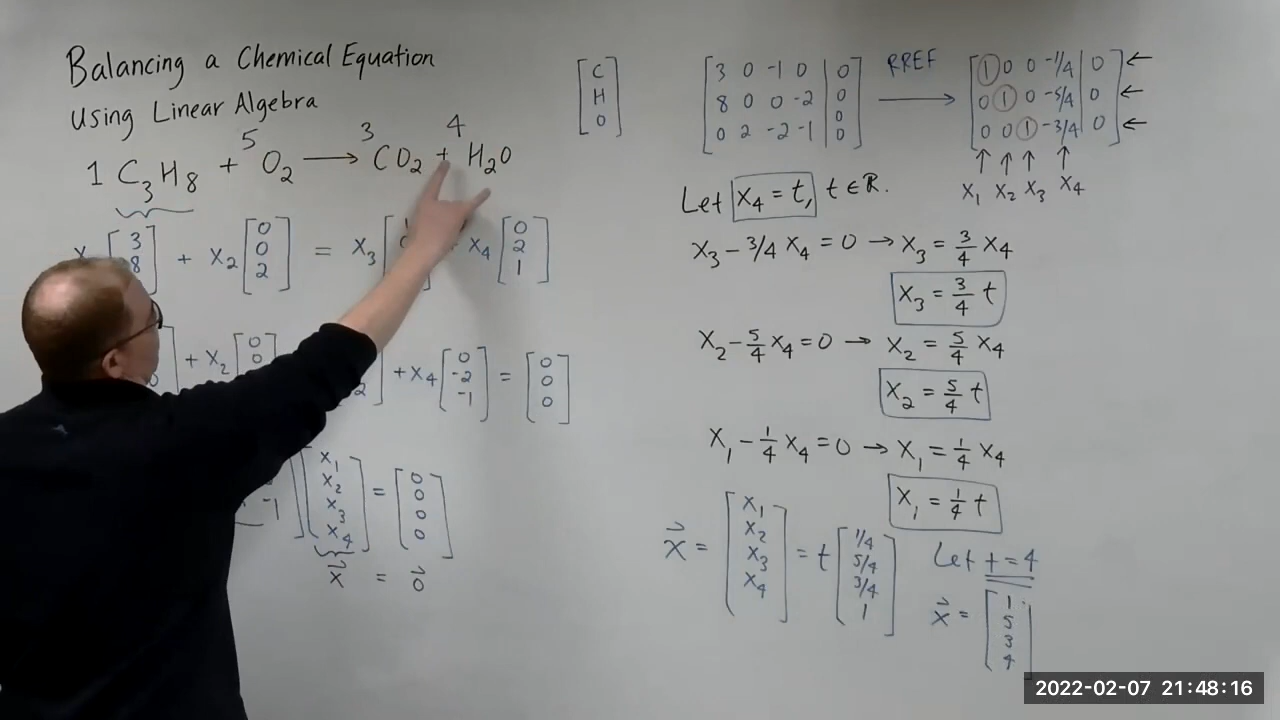 Balancing a Chemical Equation
Using Linear Algebra
1 C₃H₈ + 5 O₂ ⟶ 3 CO₂ + 4 H₂O
[3 8] + x₂ [0 0 2] = x₃ [1 + x₄ [0 2 1]
+ x₂ [0 0 + x₄ [0 -2 -1] = [0 0 0]
-1] [x₁ x₂ x₃ x₄] = [0 0 0 0]
x⃗ = 0⃗
[C H O]
[3 0 -1 0 | 0
8 0 0 -2 | 0
0
0 2 -2 -1 | 0]
RREF ⟶
[1 0 0 -1/4 | 0] ←
[0 1 0 -5/4 | 0] ←
[0 0 1 -3/4 | 0] ←
↑ ↑ ↑ ↑
x₁ x₂ x₃ x₄
Let x₄ = t, t ∈ ℝ.
x₃ - 3/4 x₄ = 0 → x₃ = 3/4 x₄
x₃ = 3/4 t
x₂ - 5/4 x₄ = 0 → x₂ = 5/4 x₄
x₂ = 5/4 t
x₁ - 1/4 x₄ = 0 → x₁ = 1/4 x₄
x₁ = 1/4 t
x⃗ = [x₁ x₂ x₃ x₄] = t [1/4 5/4 3/4 1]
Let t = 4
x⃗ = [1 5 3 4]
2022-02-07 21:48:16